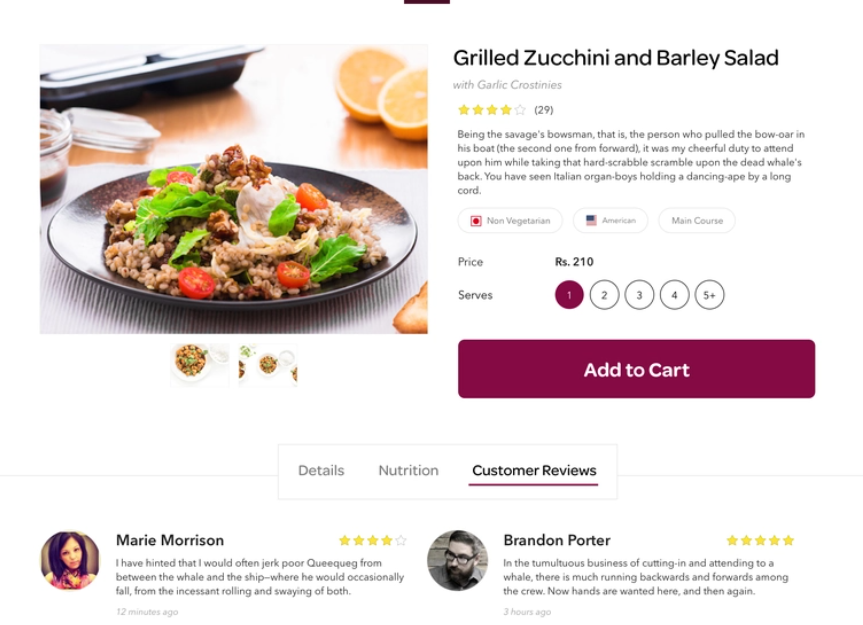 Grilled Zucchini and Barley Salad
with Garlic Crostinies
(29)
Being the savage's bowsman, that is, the person who pulled the bow-oar in
his boat (the second one from forward), it was my cheerful duty to attend
upon him while taking that hard-scrabble scramble upon the dead whale's
back. You have seen Italian organ-boys holding a dancing-ape by a long
cord.
Non Vegetarian American Main Course
Price Rs. 210
Serves 1 2 3 4 5+
Add to Cart
Details Nutrition Customer Reviews
Marie Morrison
I have hinted that I would often jerk poor Queequeg from
between the whale and the ship—where he would occasionally
fall, from the incessant rolling and swaying of both.
12 minutes ago
Brandon Porter
In the tumultuous business of cutting-in and attending to a
whale, there is much running backwards and forwards among
the crew. Now hands are wanted here, and then again.
3 hours ago